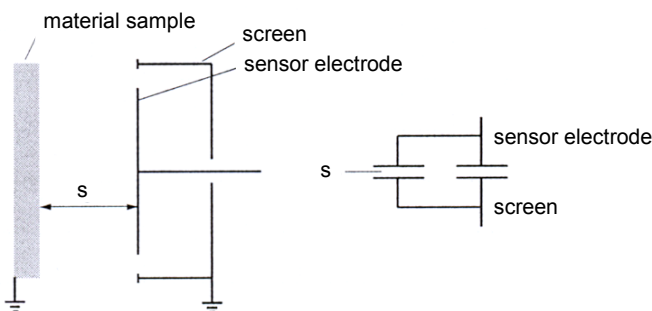 material sample
screen
sensor electrode
s
sensor electrode
s
screen